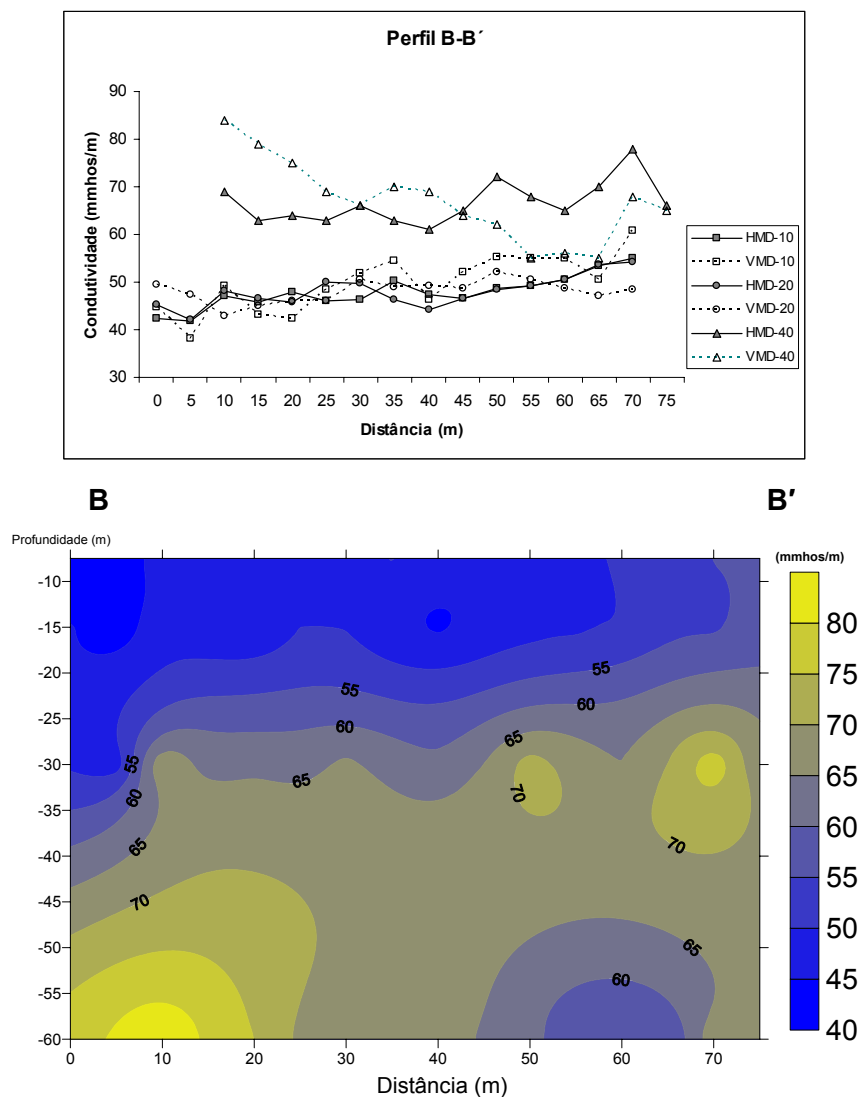 Perfil B-B´
Condutividade (mmhos/m)
90
80
70
60
50
40
30
0 5 10 15 20 25 30 35 40 45 50 55 60 65 70 75
Distância (m)
HMD-10
VMD-10
HMD-20
VMD-20
HMD-40
VMD-40
B B'
Profundidade (m)
(mmhos/m)
-10
-15
-20
-25
-30
-35
-40
-45
-50
-55
-60
55
55
60
60
65
55
60
65
65
70
70
70
65
60
80
75
70
65
60
55
50
45
40
0 10 20 30 40 50 60 70
Distância (m)